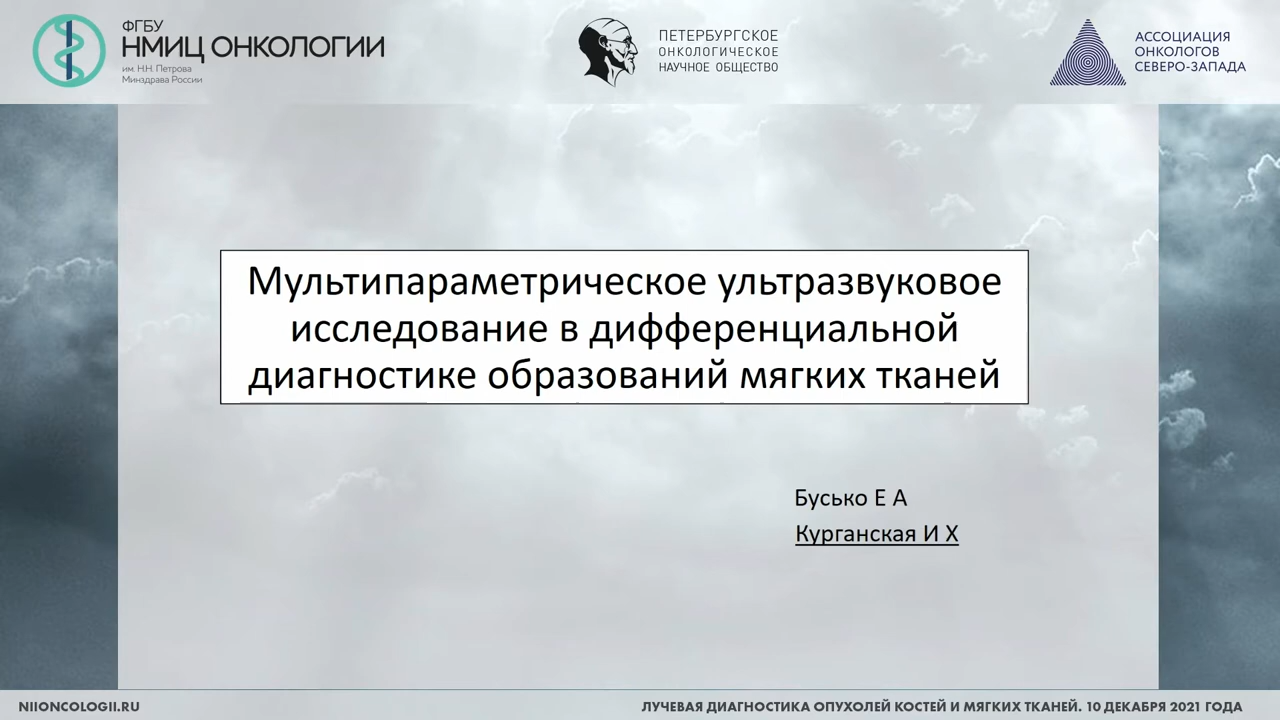 ФГБУ
НМИЦ ОНКОЛОГИИ
им. Н.Н. Петрова
Минздрава России
ПЕТЕРБУРГСКОЕ
ОНКОЛОГИЧЕСКОЕ
НАУЧНОЕ ОБЩЕСТВО
АССОЦИАЦИЯ
ОНКОЛОГОВ
СЕВЕРО-ЗАПАДА
Мультипараметрическое ультразвуковое
исследование в дифференциальной
диагностике образований мягких тканей
Бусько Е А
Курганская И Х
NIIONCOLOGII.RU
ЛУЧЕВАЯ ДИАГНОСТИКА ОПУХОЛЕЙ КОСТЕЙ И МЯГКИХ ТКАНЕЙ. 10 ДЕКАБРЯ 2021 ГОДА